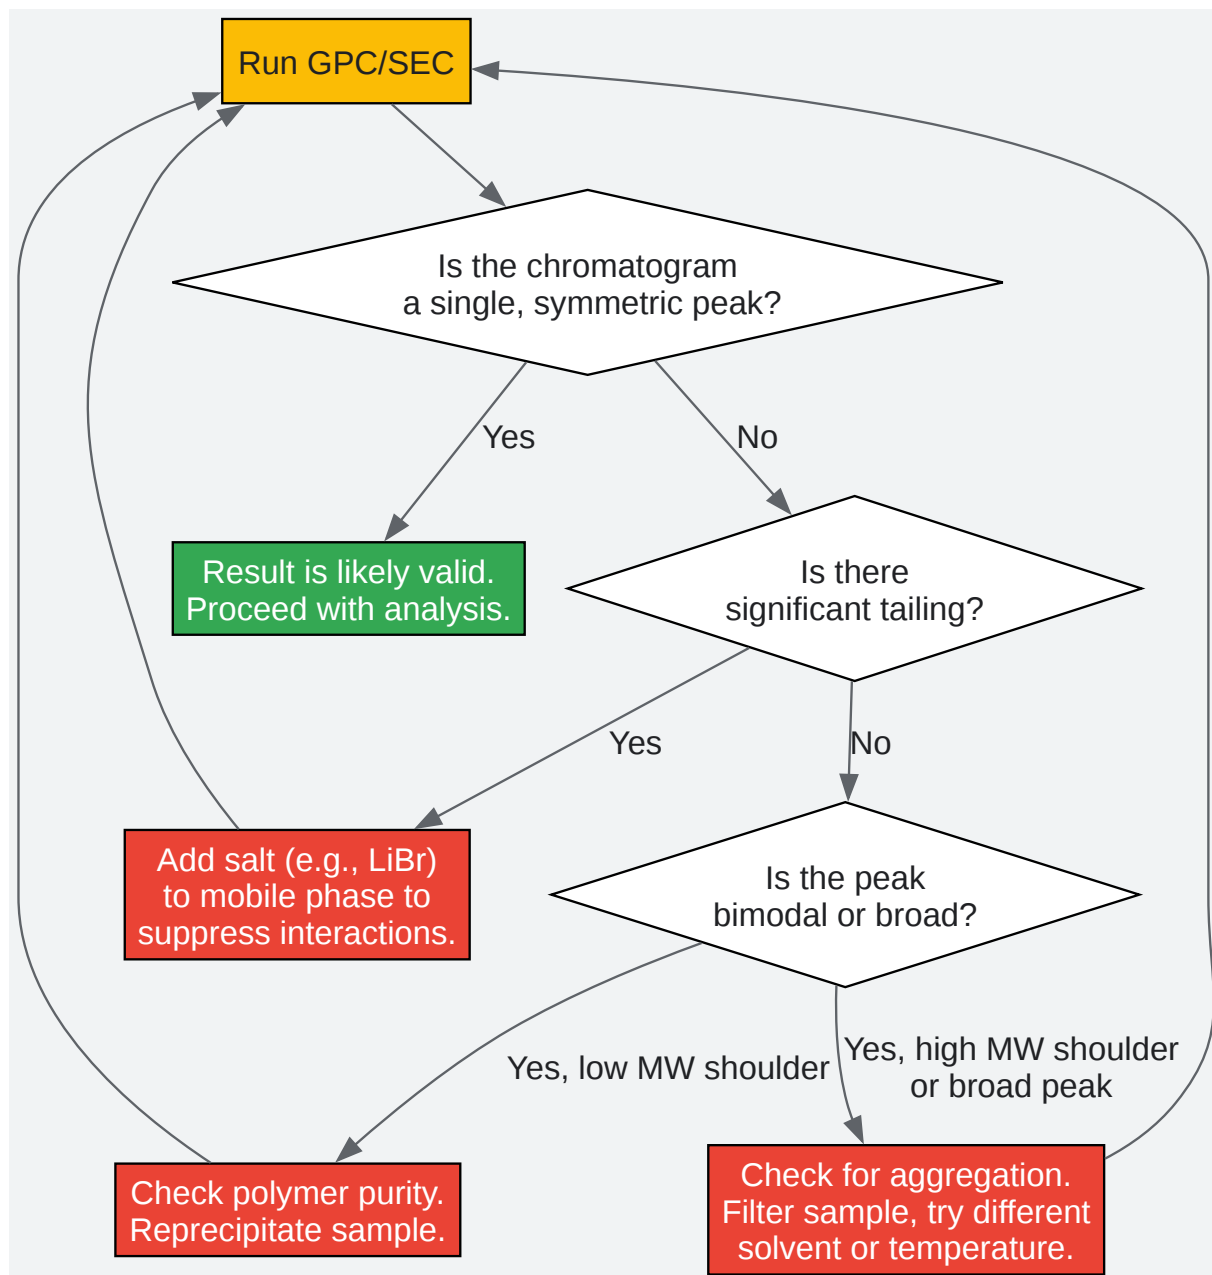 Run GPC/SEC
Is the chromatogram
a single, symmetric peak?
Yes
No
Result is likely valid.
Proceed with analysis.
Is there
significant tailing?
Yes
No
Add salt (e.g., LiBr)
to mobile phase to
suppress interactions.
Is the peak
bimodal or broad?
Yes, low MW shoulder
Yes, high MW shoulder
or broad peak
Check polymer purity.
Reprecipitate sample.
Check for aggregation.
Filter sample, try different
solvent or temperature.